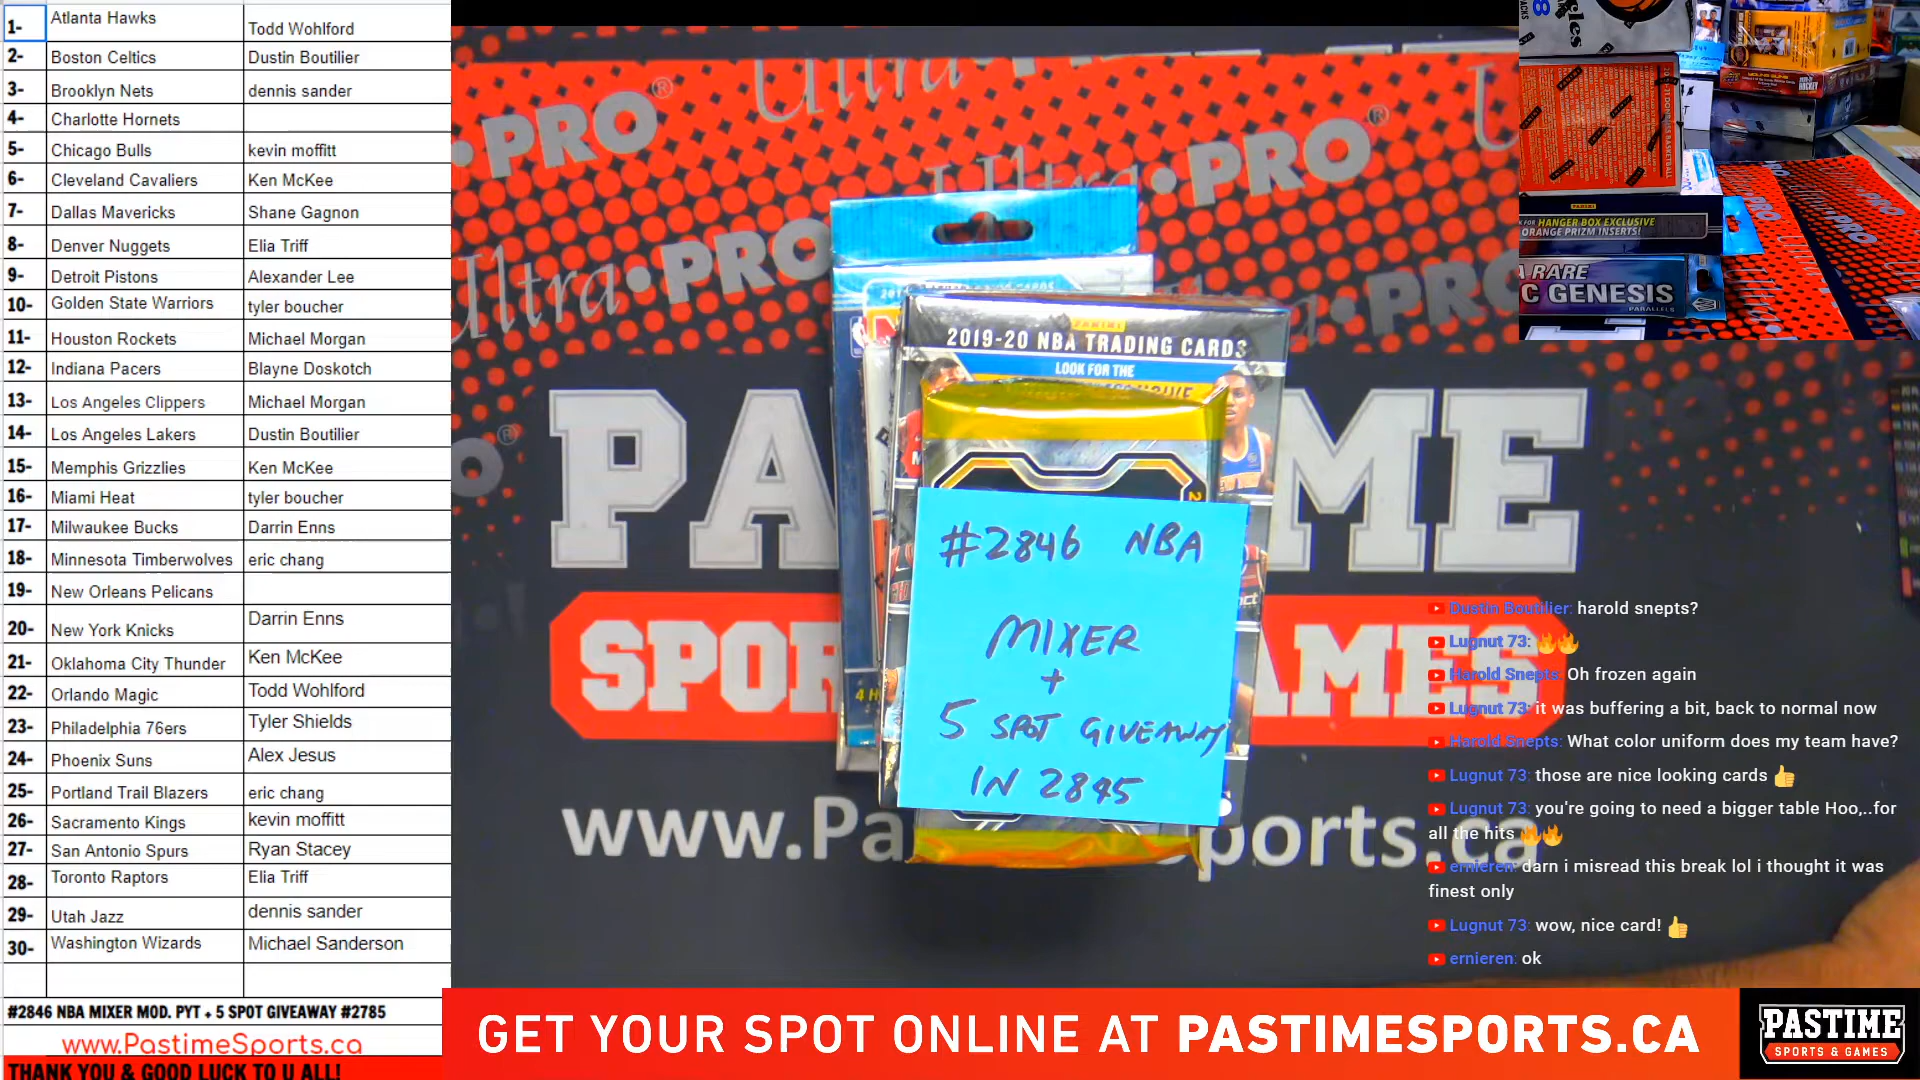 1- Atlanta Hawks Todd Wohlford
2- Boston Celtics Dustin Boutilier
3- Brooklyn Nets dennis sander
4- Charlotte Hornets
5- Chicago Bulls kevin moffitt
6- Cleveland Cavaliers Ken McKee
7- Dallas Mavericks Shane Gagnon
8- Denver Nuggets Elia Triff
9- Detroit Pistons Alexander Lee
10- Golden State Warriors tyler boucher
11- Houston Rockets Michael Morgan
12- Indiana Pacers Blayne Doskotch
13- Los Angeles Clippers Michael Morgan
14- Los Angeles Lakers Dustin Boutilier
15- Memphis Grizzlies Ken McKee
16- Miami Heat tyler boucher
17- Milwaukee Bucks Darrin Enns
18- Minnesota Timberwolves eric chang
19- New Orleans Pelicans
20- New York Knicks Darrin Enns
21- Oklahoma City Thunder Ken McKee
22- Orlando Magic Todd Wohlford
23- Philadelphia 76ers Tyler Shields
24- Phoenix Suns Alex Jesus
25- Portland Trail Blazers eric chang
26- Sacramento Kings kevin moffitt
27- San Antonio Spurs Ryan Stacey
28- Toronto Raptors Elia Triff
29- Utah Jazz dennis sander
30- Washington Wizards Michael Sanderson
#2846 NBA MIXER MOD. PYT + 5 SPOT GIVEAWAY #2785
www.PastimeSports.ca
THANK YOU & GOOD LUCK TO U ALL!
Ultra
PRO®
Ultra PRO®
Ultra PRO
PA ME
SPOR AMES
www.Pa sports.ca
PANINI
2019-20 NBA TRADING CARDS
LOOK FOR THE
#2846 NBA
MIXER
+
5 SPOT GIVEAWAY
IN 2845
PANINI
FOR HANGER BOX EXCLUSIVE
ORANGE PRIZM INSERTS!
A RARE
C GENESIS
PARALLELS
Dustin Boutilier: harold snepts?
Lugnut 73: 🔥🔥
Harold Snepts: Oh frozen again
Lugnut 73: it was buffering a bit, back to normal now
Harold Snepts: What color uniform does my team have?
Lugnut 73: those are nice looking cards 👍
Lugnut 73: you're going to need a bigger table Hoo,..for
all the hits 🔥🔥
ernieren: darn i misread this break lol i thought it was
finest only
Lugnut 73: wow, nice card! 👍
ernieren: ok
GET YOUR SPOT ONLINE AT PASTIMESPORTS.CA
PASTIME
SPORTS & GAMES